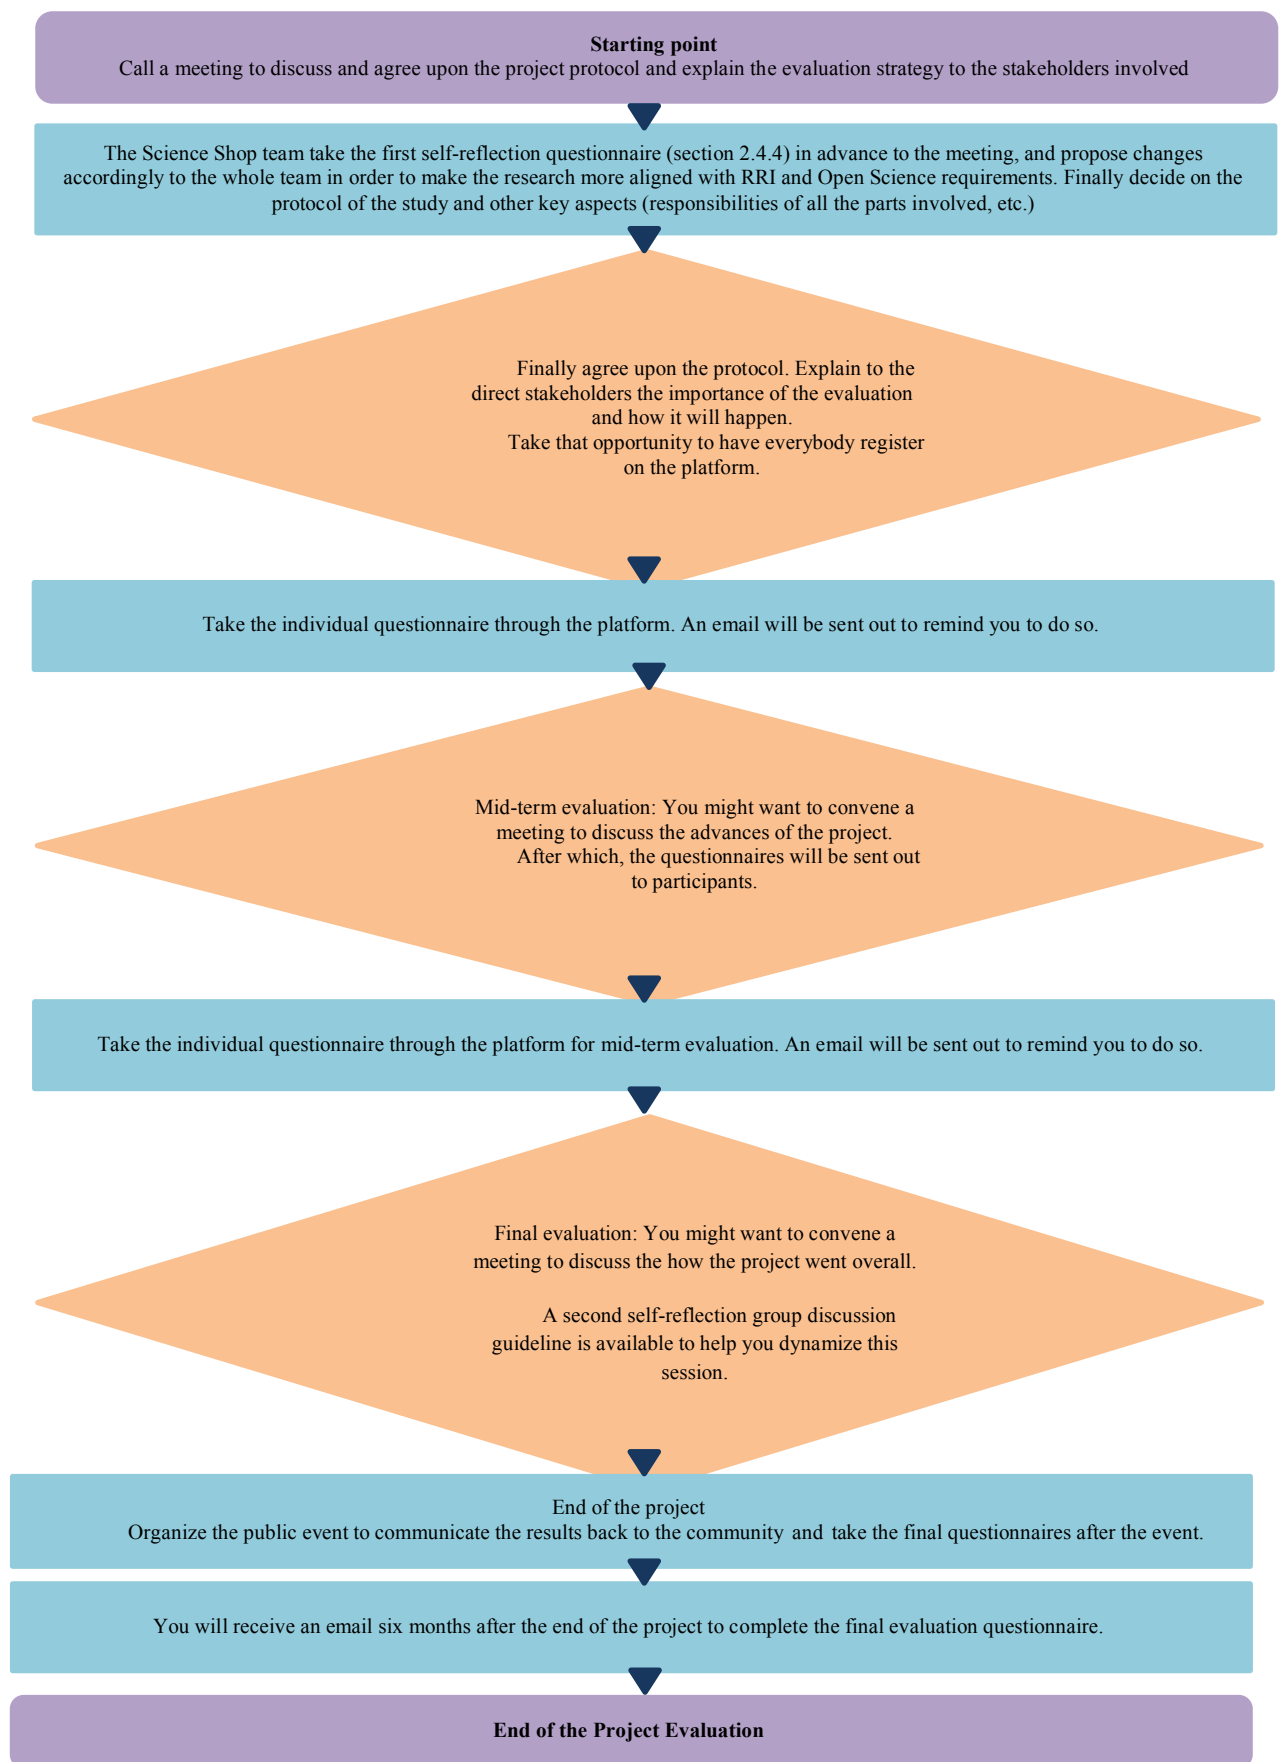 Starting point
Call a meeting to discuss and agree upon the project protocol and explain the evaluation strategy to the stakeholders involved
The Science Shop team take the first self-reflection questionnaire (section 2.4.4) in advance to the meeting, and propose changes
accordingly to the whole team in order to make the research more aligned with RRI and Open Science requirements. Finally decide on the
protocol of the study and other key aspects (responsibilities of all the parts involved, etc.)
Finally agree upon the protocol. Explain to the
direct stakeholders the importance of the evaluation
and how it will happen.
Take that opportunity to have everybody register
on the platform.
Take the individual questionnaire through the platform. An email will be sent out to remind you to do so.
Mid-term evaluation: You might want to convene a
meeting to discuss the advances of the project.
After which, the questionnaires will be sent out
to participants.
Take the individual questionnaire through the platform for mid-term evaluation. An email will be sent out to remind you to do so.
Final evaluation: You might want to convene a
meeting to discuss the how the project went overall.
A second self-reflection group discussion
guideline is available to help you dynamize this
session.
End of the project
Organize the public event to communicate the results back to the community and take the final questionnaires after the event.
You will receive an email six months after the end of the project to complete the final evaluation questionnaire.
End of the Project Evaluation